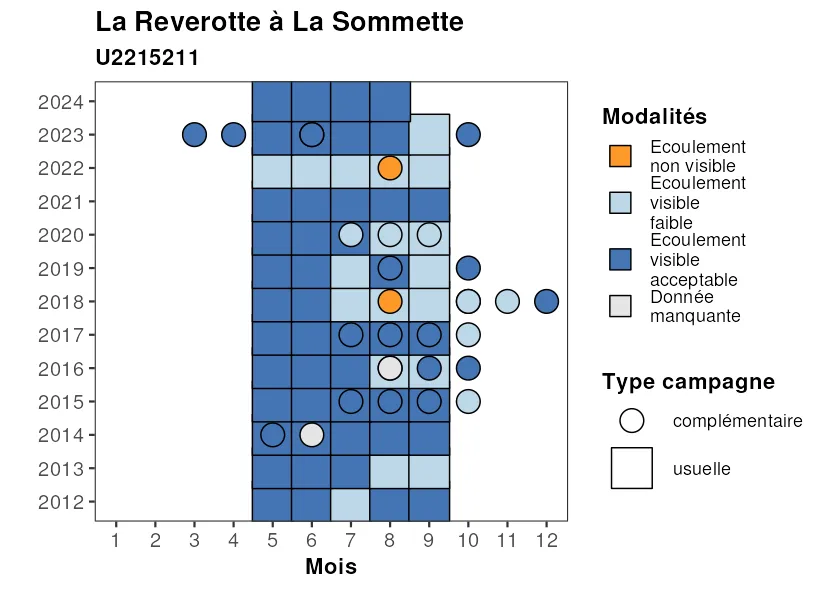 La Reverotte à La Sommette
U2215211
2024
2023
2022
2021
2020
2019
2018
2017
2016
2015
2014
2013
2012
1 2 3 4 5 6 7 8 9 10 11 12
Mois
Modalités
Ecoulement
non visible
Ecoulement
visible
faible
Ecoulement
visible
acceptable
Donnée
manquante
Type campagne
complémentaire
usuelle